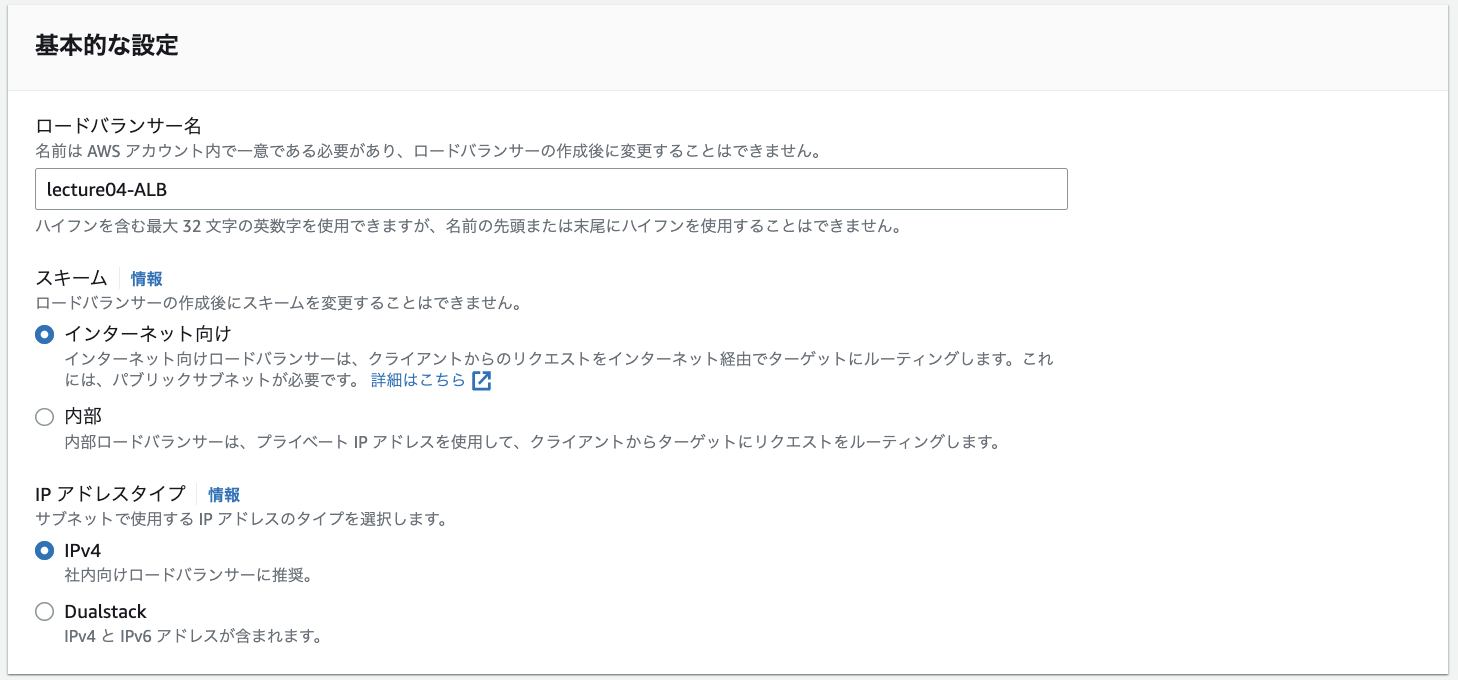 基本的な設定
ロードバランサー名
名前は AWS アカウント内で一意である必要があり、ロードバランサーの作成後に変更することはできません。
lecture04-ALB
ハイフンを含む最大 32 文字の英数字を使用できますが、名前の先頭または末尾にハイフンを使用することはできません。
スキーム 情報
ロードバランサーの作成後にスキームを変更することはできません。
インターネット向け
インターネット向けロードバランサーは、クライアントからのリクエストをインターネット経由でターゲットにルーティングします。これ
には、パブリックサブネットが必要です。 詳細はこちら
内部
内部ロードバランサーは、プライベート IP アドレスを使用して、クライアントからターゲットにリクエストをルーティングします。
IP アドレスタイプ 情報
サブネットで使用する IP アドレスのタイプを選択します。
IPv4
社内向けロードバランサーに推奨。
Dualstack
IPv4 と IPv6 アドレスが含まれます。